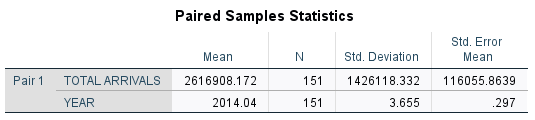 Paired Samples Statistics
Mean N Std. Deviation Std. Error Mean
Pair 1 TOTAL ARRIVALS 2616908.172 151 1426118.332 116055.8639
YEAR 2014.04 151 3.655 .297